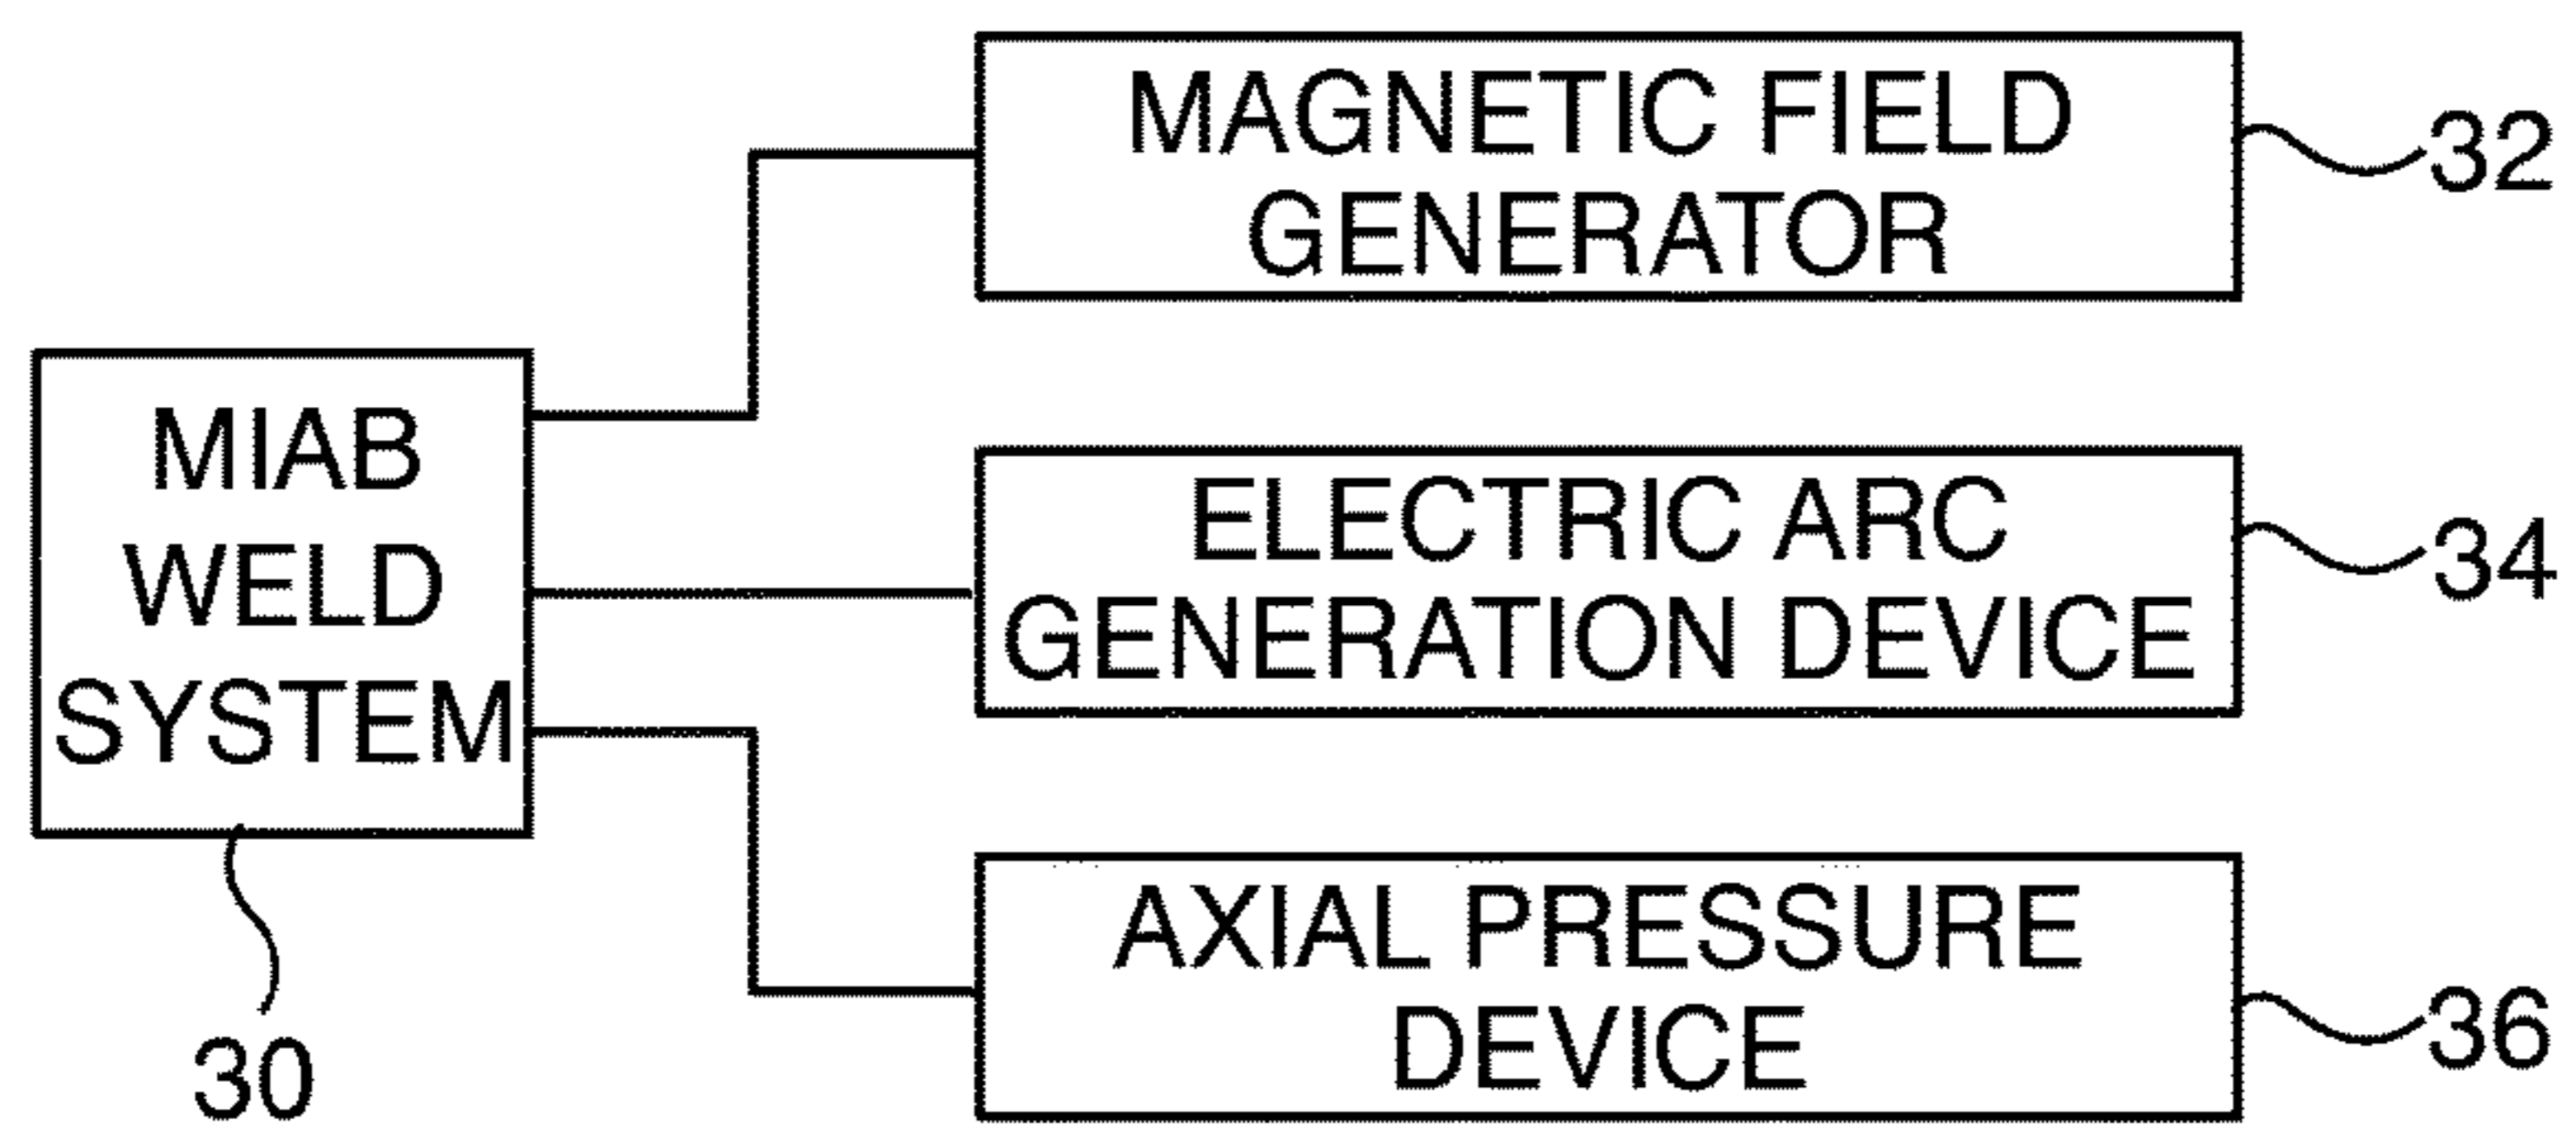 MAGNETIC FIELD
GENERATOR
32
MIAB
WELD
SYSTEM
30
ELECTRIC ARC
GENERATION DEVICE
34
AXIAL PRESSURE
DEVICE
36